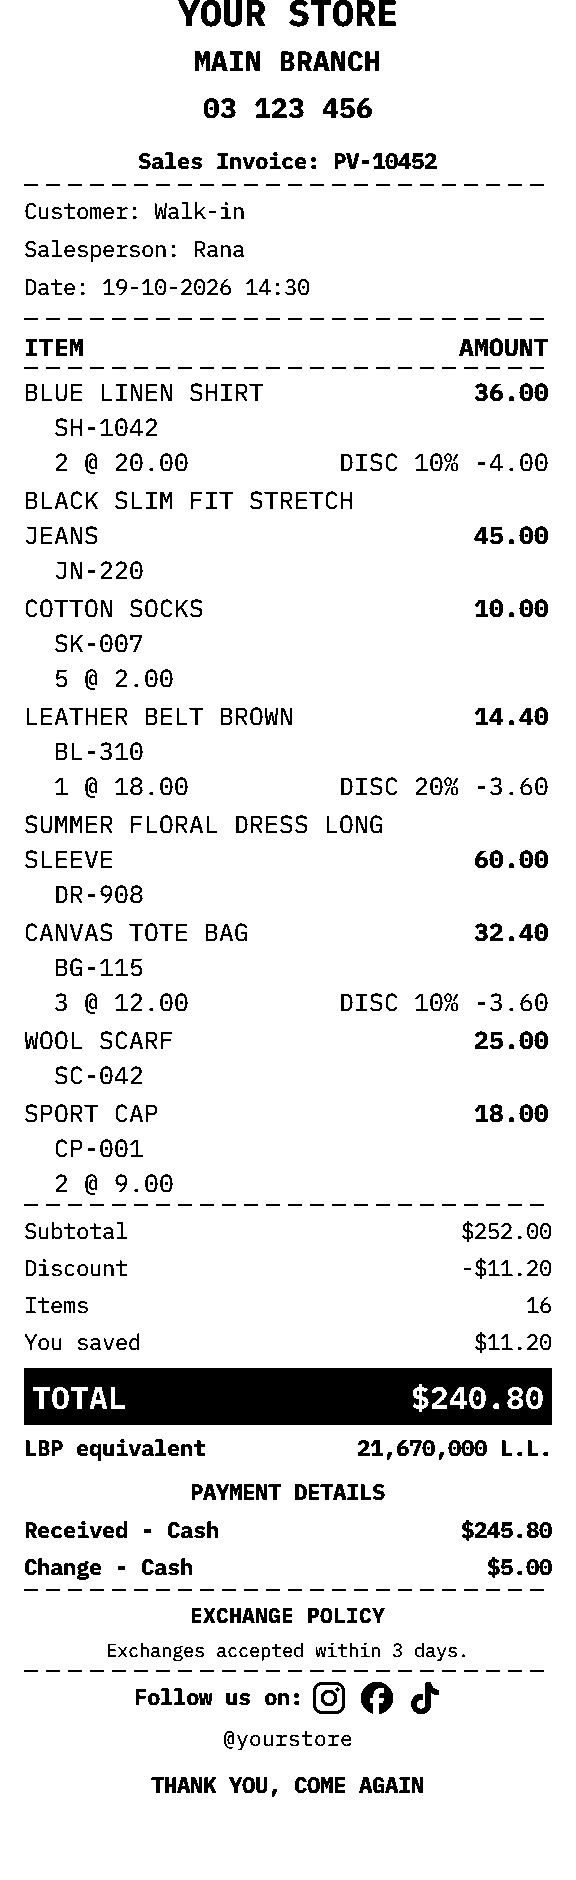 YOUR STORE
MAIN BRANCH
03 123 456
Sales Invoice: PV-10452
Customer: Walk-in
Salesperson: Rana
Date: 19-10-2026 14:30
ITEM AMOUNT
BLUE LINEN SHIRT 36.00
SH-1042
2 @ 20.00 DISC 10% -4.00
BLACK SLIM FIT STRETCH
JEANS 45.00
JN-220
COTTON SOCKS 10.00
SK-007
5 @ 2.00
LEATHER BELT BROWN 14.40
BL-310
1 @ 18.00 DISC 20% -3.60
SUMMER FLORAL DRESS LONG
SLEEVE 60.00
DR-908
CANVAS TOTE BAG 32.40
BG-115
3 @ 12.00 DISC 10% -3.60
WOOL SCARF 25.00
SC-042
SPORT CAP 18.00
CP-001
2 @ 9.00
Subtotal $252.00
Discount -$11.20
Items 16
You saved $11.20
TOTAL $240.80
LBP equivalent 21,670,000 L.L.
PAYMENT DETAILS
Received - Cash $245.80
Change - Cash $5.00
EXCHANGE POLICY
Exchanges accepted within 3 days.
Follow us on:
@yourstore
THANK YOU, COME AGAIN